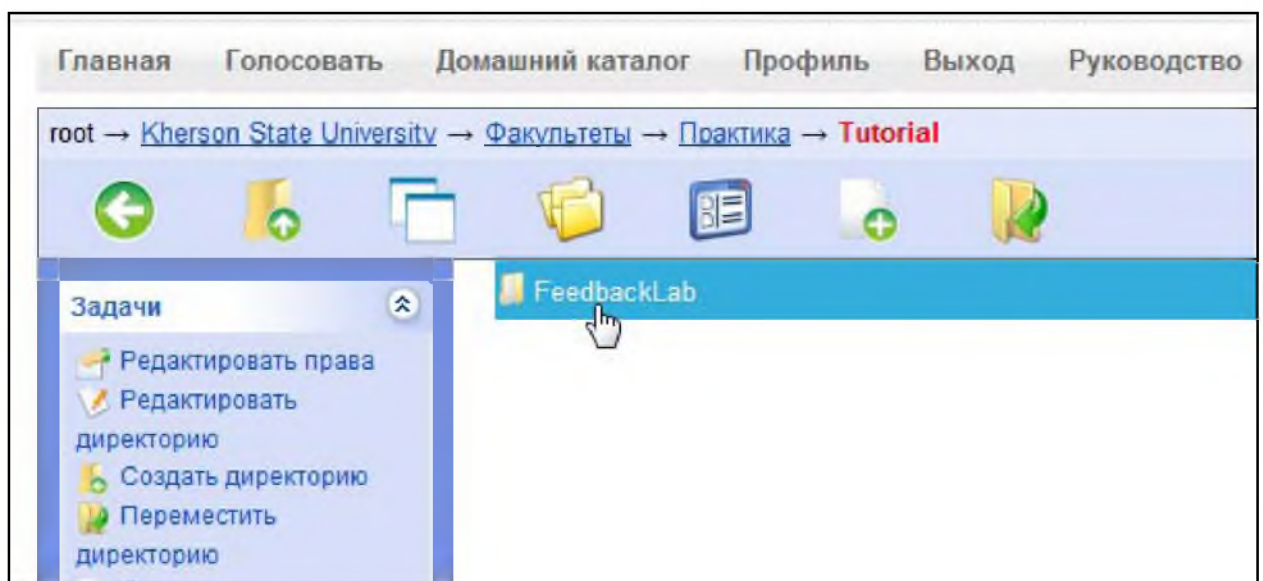 Главная Голосовать Домашний каталог Профиль Выход Руководство
root → Kherson State University → Факультеты → Практика → Tutorial
FeedbackLab
Задачи
Редактировать права
Редактировать
директорию
Создать директорию
Переместить
директорию